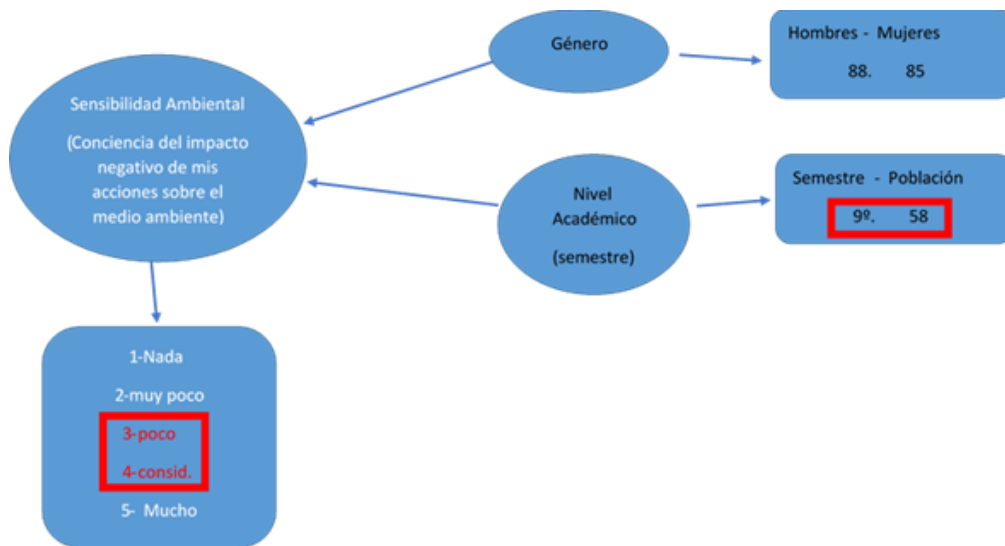 Género
Hombres - Mujeres
88. 85
Sensibilidad Ambiental
(Conciencia del impacto
negativo de mis
acciones sobre el
medio ambiente)
Nivel
Académico
(semestre)
Semestre - Población
9º. 58
1-Nada
2-muy poco
3-poco
4-consid.
5- Mucho